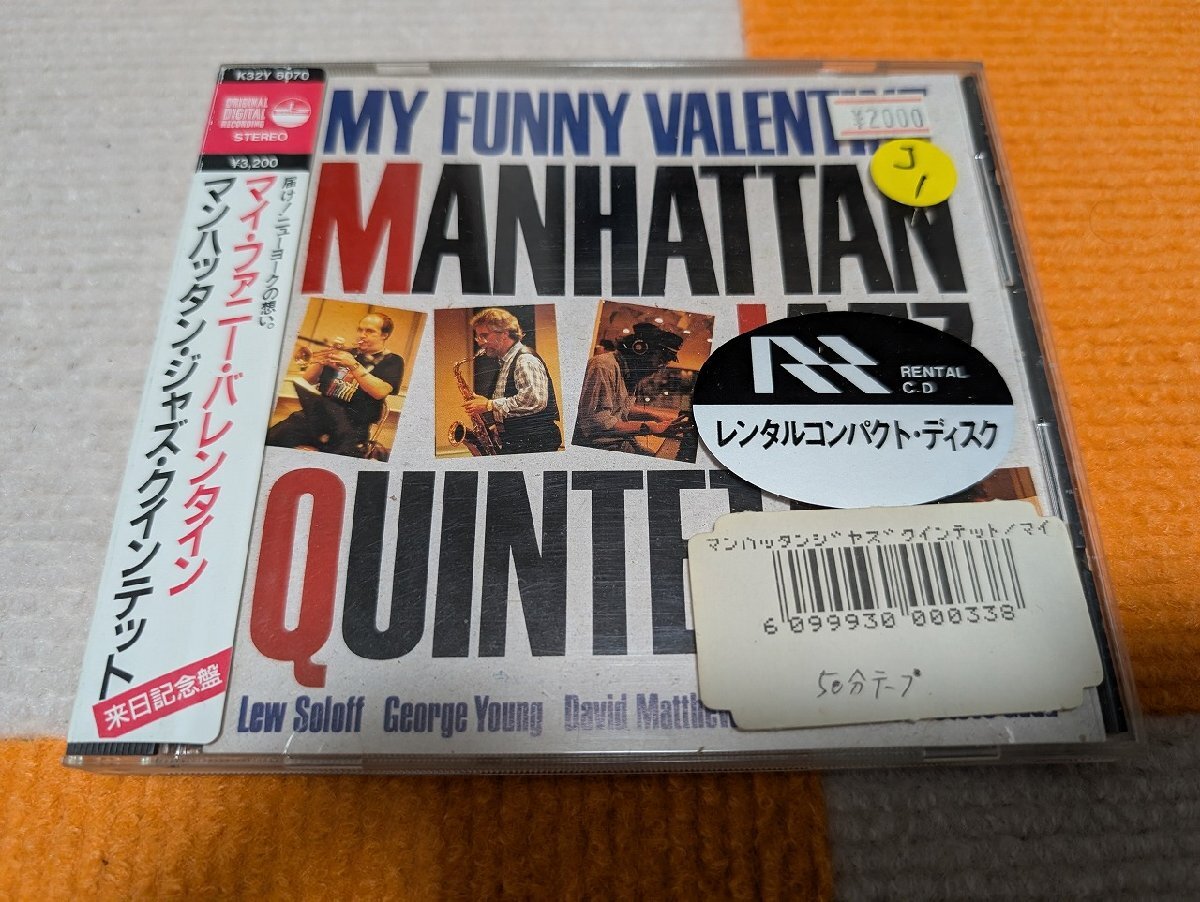 K32Y 6070
ORIGINAL
DIGITAL
RECORDING
STEREO
¥3,200
届け!ニューヨークの想い。
マイ・ファニー・バレンタイン
マンハッタン・ジャズ・クインテット
来日記念盤
MY FUNNY
¥2000
J1
MANHATTAN
RENTAL
C.D
レンタルコンパクト・ディスク
マンハッタンジャズクインテット/マイ
6 099930 000338
50分テープ
Lew Soloff George Young David